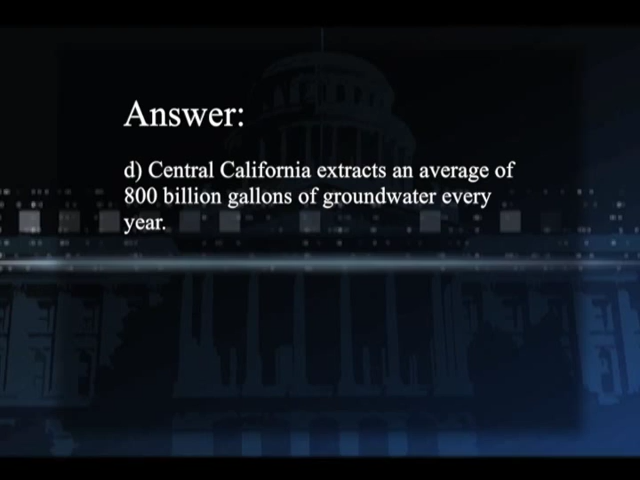 Answer:
d) Central California extracts an average of
800 billion gallons of groundwater every
year.